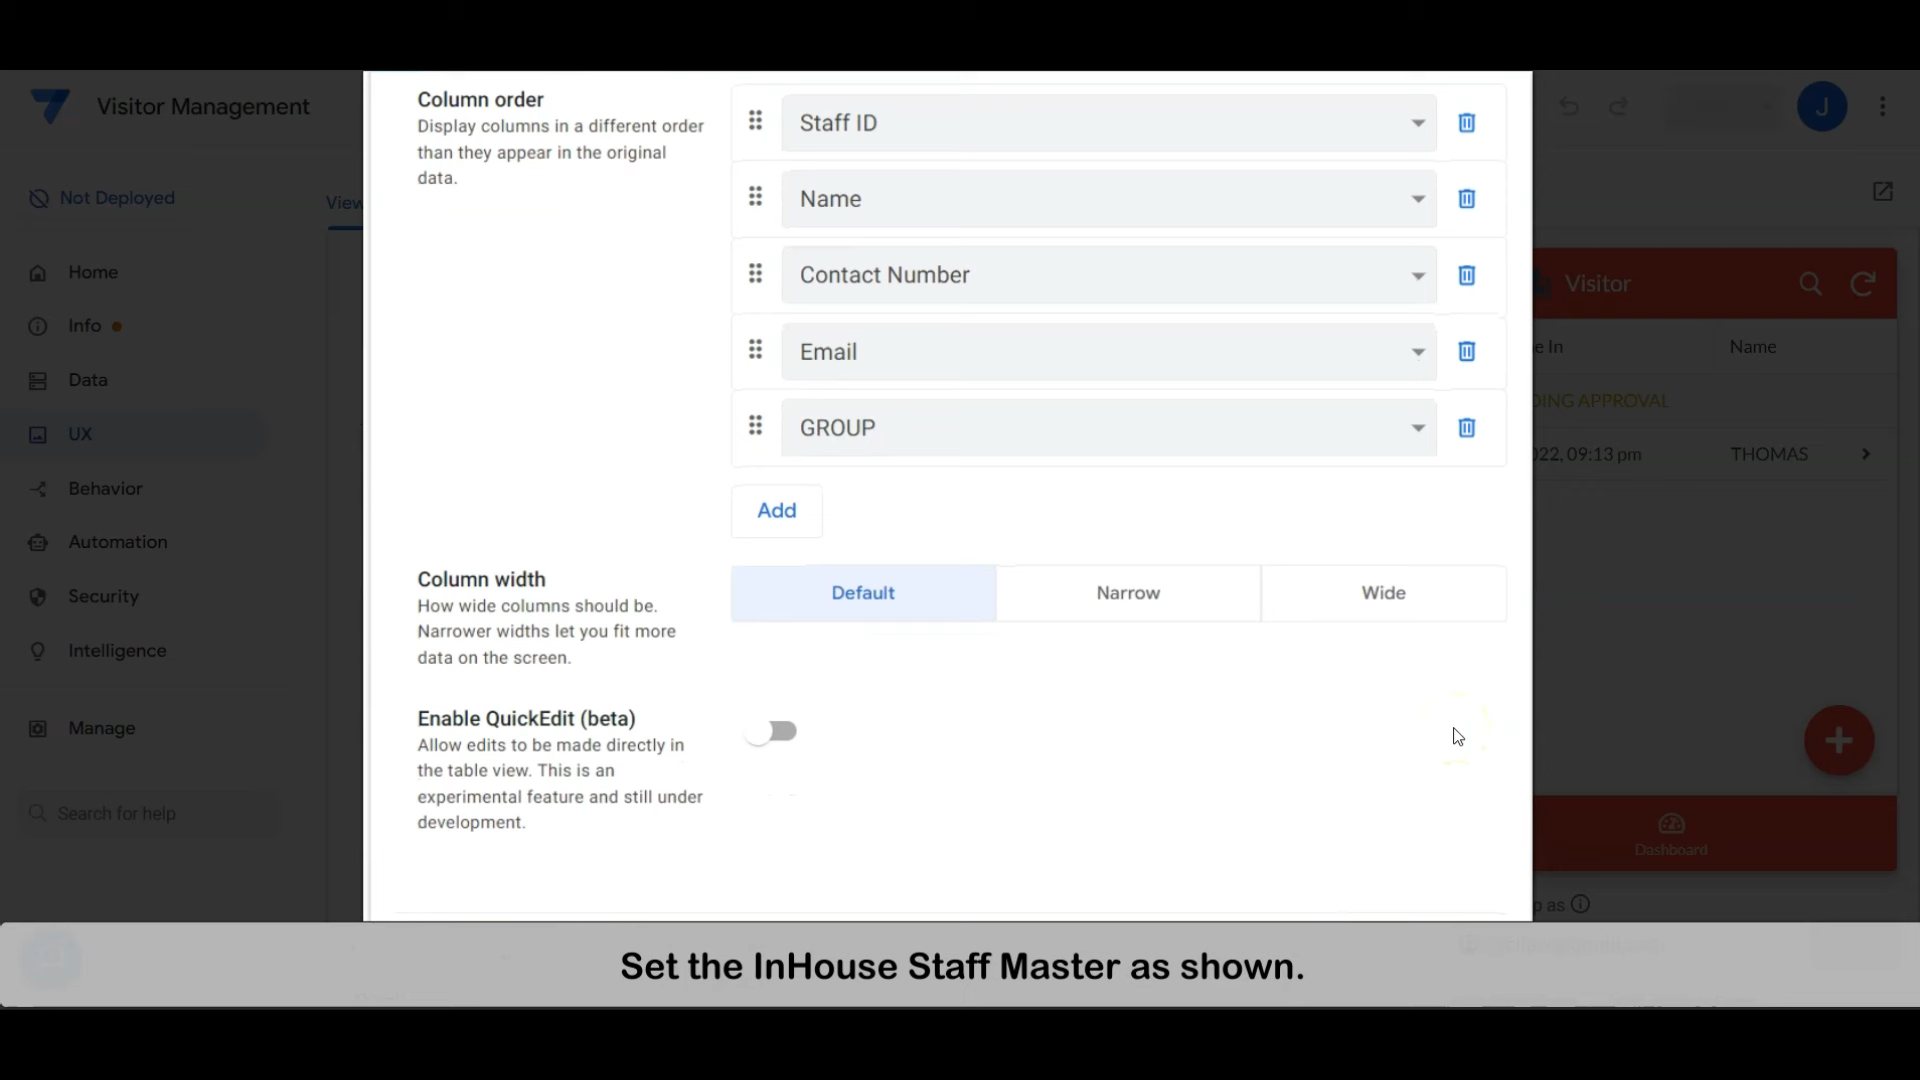 Visitor Management
J
Not Deployed
View
Home
Info
Data
UX
Behavior
Automation
Security
Intelligence
Manage
Search for help
Column order
Display columns in a different order
than they appear in the original
data.
Staff ID
Name
Contact Number
Email
GROUP
Add
Column width
How wide columns should be.
Narrower widths let you fit more
data on the screen.
Default
Narrow
Wide
Enable QuickEdit (beta)
Allow edits to be made directly in
the table view. This is an
experimental feature and still under
development.
Visitor
e In
Name
DING APPROVAL
022, 09:13 pm
THOMAS
Dashboard
p as
Set the InHouse Staff Master as shown.